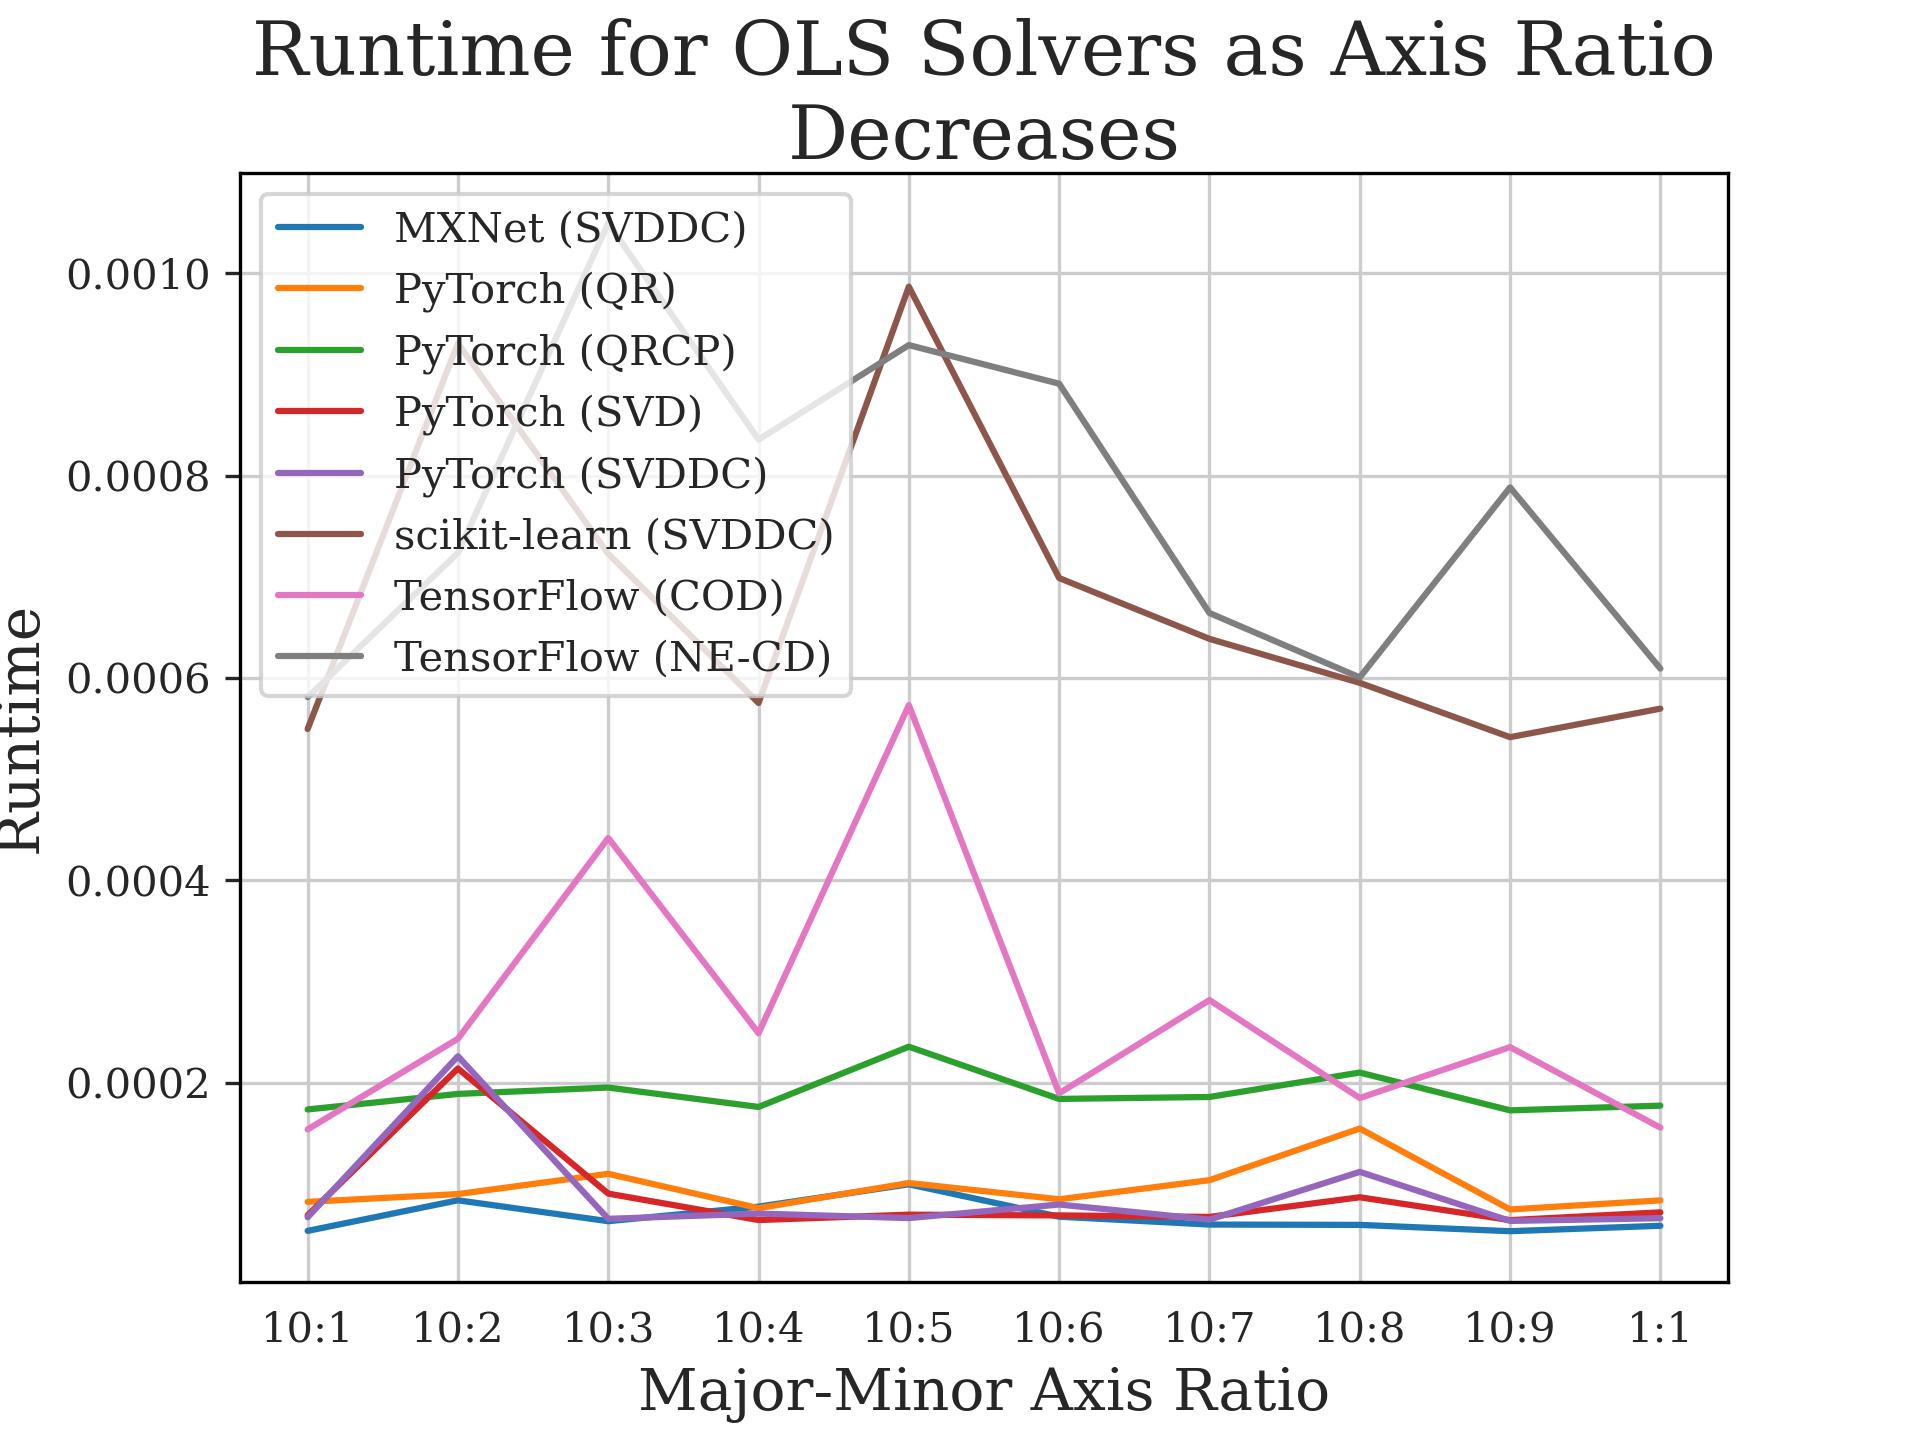 Runtime for OLS Solvers as Axis Ratio
Decreases
MXNet (SVDDC)
PyTorch (QR)
PyTorch (QRCP)
PyTorch (SVD)
PyTorch (SVDDC)
scikit-learn (SVDDC)
TensorFlow (COD)
TensorFlow (NE-CD)
0.0010
0.0008
0.0006
0.0004
0.0002
Runtime
10:1 10:2 10:3 10:4 10:5 10:6 10:7 10:8 10:9 1:1
Major-Minor Axis Ratio